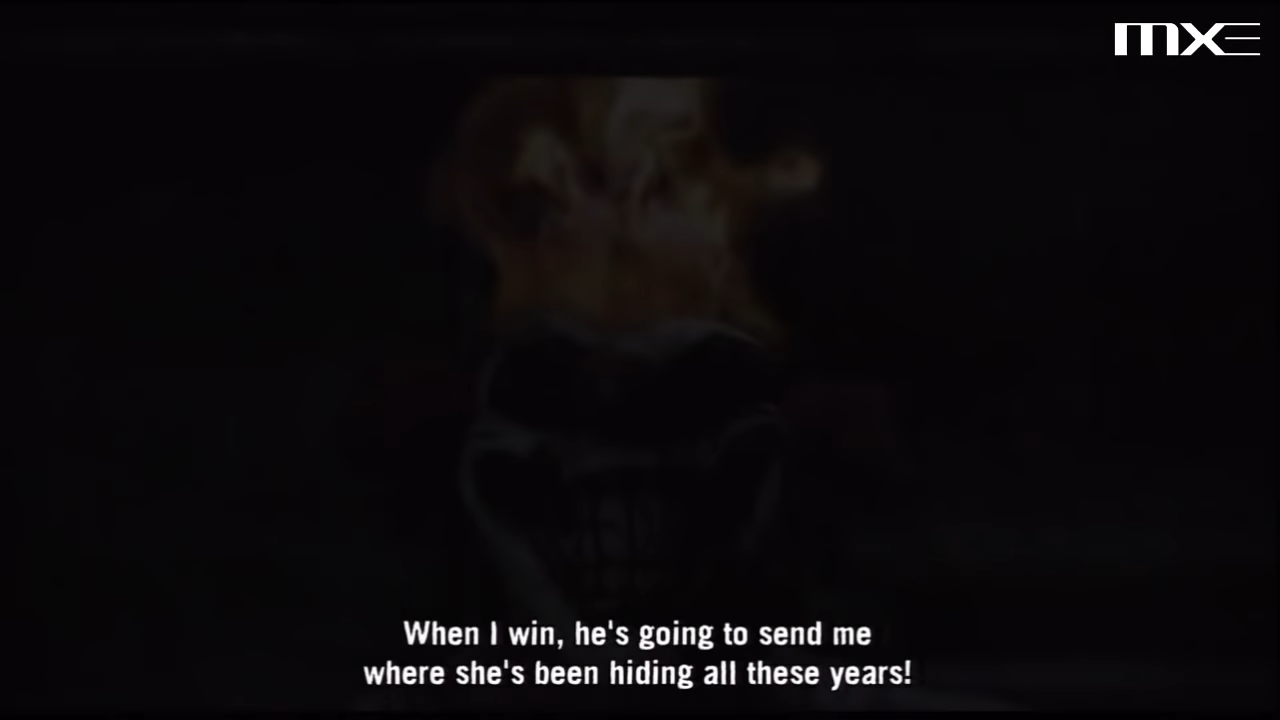 MXE
When I win, he's going to send me
where she's been hiding all these years!